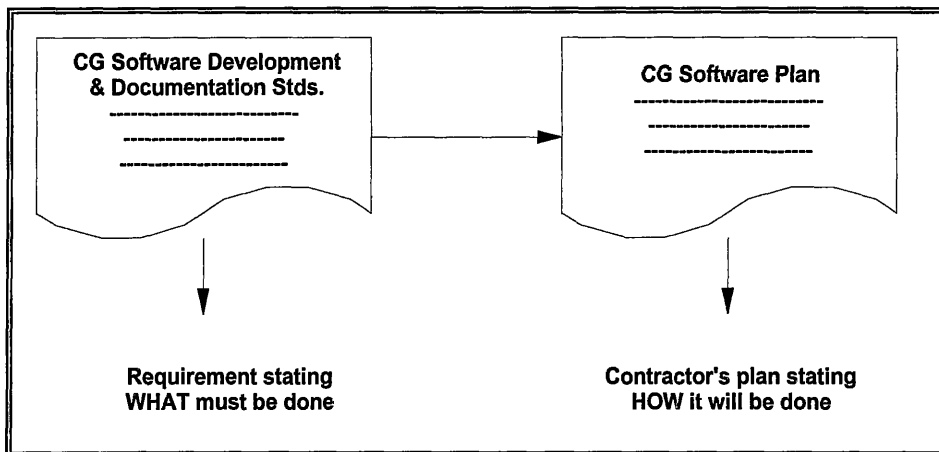 CG Software Development
& Documentation Stds.
CG Software Plan
Requirement stating
WHAT must be done
Contractor's plan stating
HOW it will be done